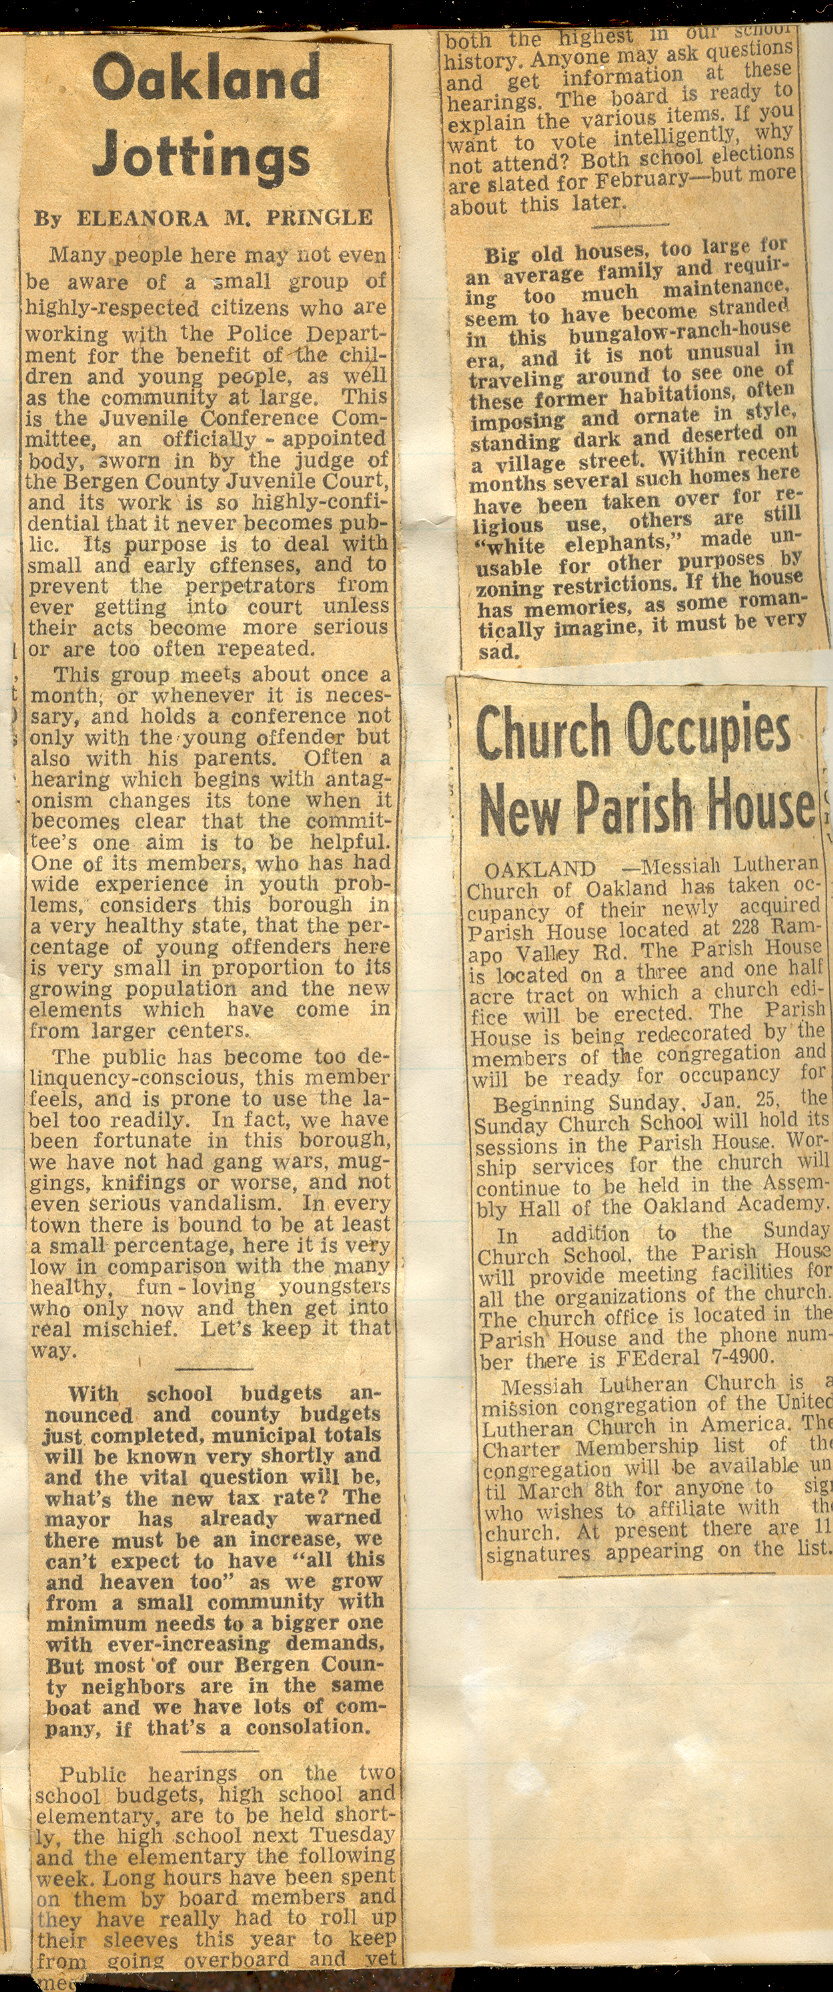 Oakland
Jottings
By ELEANORA M. PRINGLE
Many people here may not even
be aware of a small group of
highly-respected citizens who are
working with the Police Depart-
ment for the benefit of the chil-
dren and young people, as well
as the community at large. This
is the Juvenile Conference Com-
mittee, an officially - appointed
body, sworn in by the judge of
the Bergen County Juvenile Court,
and its work is so highly-confi-
dential that it never becomes pub-
lic. Its purpose is to deal with
small and early offenses, and to
prevent the perpetrators from
ever getting into court unless
their acts become more serious
or are too often repeated.
This group meets about once a
month, or whenever it is neces-
sary, and holds a conference not
only with the young offender but
also with his parents. Often a
hearing which begins with antag-
onism changes its tone when it
becomes clear that the commit-
tee's one aim is to be helpful.
One of its members, who has had
wide experience in youth prob-
lems, considers this borough in
a very healthy state, that the per-
centage of young offenders here
is very small in proportion to its
growing population and the new
elements which have come in
from larger centers.
The public has become too de-
linquency-conscious, this member
feels, and is prone to use the la-
bel too readily. In fact, we have
been fortunate in this borough,
we have not had gang wars, mug-
gings, knifings or worse, and not
even serious vandalism. In every
town there is bound to be at least
a small percentage, here it is very
low in comparison with the many
healthy, fun - loving youngsters
who only now and then get into
real mischief. Let's keep it that
way.
With school budgets an-
nounced and county budgets
just completed, municipal totals
will be known very shortly and
and the vital question will be,
what's the new tax rate? The
mayor has already warned
there must be an increase, we
can't expect to have "all this
and heaven too" as we grow
from a small community with
minimum needs to a bigger one
with ever-increasing demands,
But most of our Bergen Coun-
ty neighbors are in the same
boat and we have lots of com-
pany, if that's a consolation.
Public hearings on the two
school budgets, high school and
elementary, are to be held short-
ly, the high school next Tuesday
and the elementary the following
week. Long hours have been spent
on them by board members and
they have really had to roll up
their sleeves this year to keep
from going overboard and yet
both the highest in our school
history. Anyone may ask questions
and get information at these
hearings. The board is ready to
explain the various items. If you
want to vote intelligently, why
not attend? Both school elections
are slated for February—but more
about this later.
Big old houses, too large for
an average family and requir-
ing too much maintenance,
seem to have become stranded
in this bungalow-ranch-house
era, and it is not unusual in
traveling around to see one of
these former habitations, often
imposing and ornate in style,
standing dark and deserted on
a village street. Within recent
months several such homes here
have been taken over for re-
ligious use, others are still
"white elephants," made un-
usable for other purposes by
zoning restrictions. If the house
has memories, as some roman-
tically imagine, it must be very
sad.
Church Occupies
New Parish House
OAKLAND —Messiah Lutheran
Church of Oakland has taken oc-
cupancy of their newly acquired
Parish House located at 228 Ram-
apo Valley Rd. The Parish House
is located on a three and one half
acre tract on which a church edi-
fice will be erected. The Parish
House is being redecorated by the
members of the congregation and
will be ready for occupancy for
Beginning Sunday, Jan. 25, the
Sunday Church School will hold its
sessions in the Parish House. Wor-
ship services for the church will
continue to be held in the Assem-
bly Hall of the Oakland Academy.
In addition to the Sunday
Church School, the Parish House
will provide meeting facilities for
all the organizations of the church.
The church office is located in the
Parish House and the phone num-
ber there is FEderal 7-4900.
Messiah Lutheran Church is a
mission congregation of the United
Lutheran Church in America. The
Charter Membership list of the
congregation will be available un
til March 8th for anyone to sign
who wishes to affiliate with the
church. At present there are 11
signatures appearing on the list.